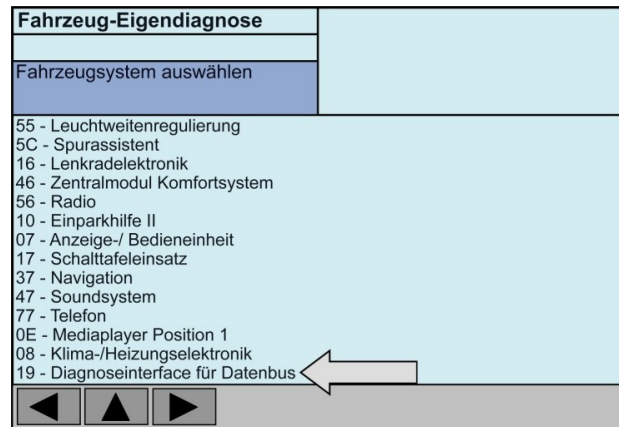 Fahrzeug-Eigendiagnose
Fahrzeugsystem auswählen
55 - Leuchtweitenregulierung
5C - Spurassistent
16 - Lenkradelektronik
46 - Zentralmodul Komfortsystem
56 - Radio
10 - Einparkhilfe II
07 - Anzeige-/ Bedieneinheit
17 - Schalttafeleinsatz
37 - Navigation
47 - Soundsystem
77 - Telefon
0E - Mediaplayer Position 1
08 - Klima-/Heizungselektronik
19 - Diagnoseinterface für Datenbus